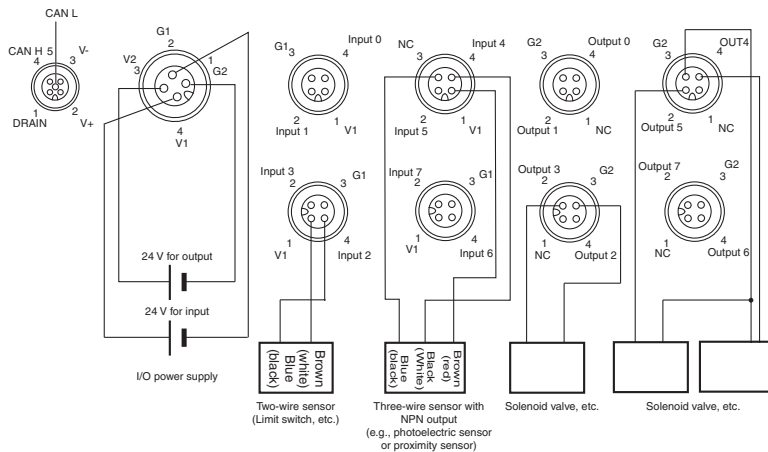 CAN L
CAN H
5
4
V-
3
1
DRAIN
2
V+
G1
2
V2
3
1
G2
4
V1
24 V for output
24 V for input
I/O power supply
G1
3
Input 0
4
2
Input 1
1
V1
Input 3
2
G1
3
1
V1
4
Input 2
Brown
(white)
Blue
(black)
Two-wire sensor
(Limit switch, etc.)
NC
3
Input 4
4
2
Input 5
1
V1
Input 7
2
G1
3
1
V1
4
Input 6
Brown
(red)
Black
(White)
Blue
(black)
Three-wire sensor with
NPN output
(e.g., photoelectric sensor
or proximity sensor)
G2
3
Output 0
4
2
Output 1
1
NC
Output 3
2
G2
3
1
NC
4
Output 2
Solenoid valve, etc.
G2
3
OUT4
4
2
Output 5
1
NC
Output 7
2
G2
3
1
NC
4
Output 6
Solenoid valve, etc.